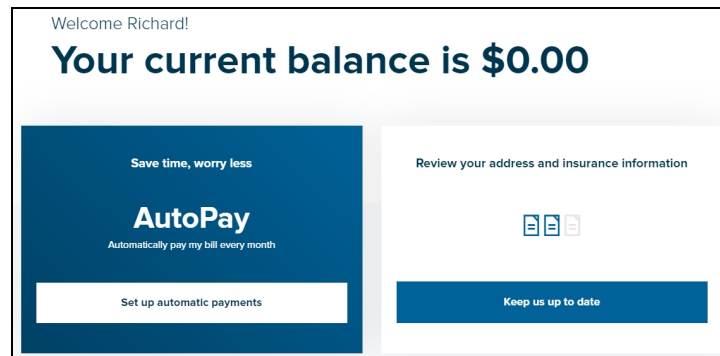 Welcome Richard!
Your current balance is $0.00
Save time, worry less
AutoPay
Automatically pay my bill every month
Set up automatic payments
Review your address and insurance information
Keep us up to date